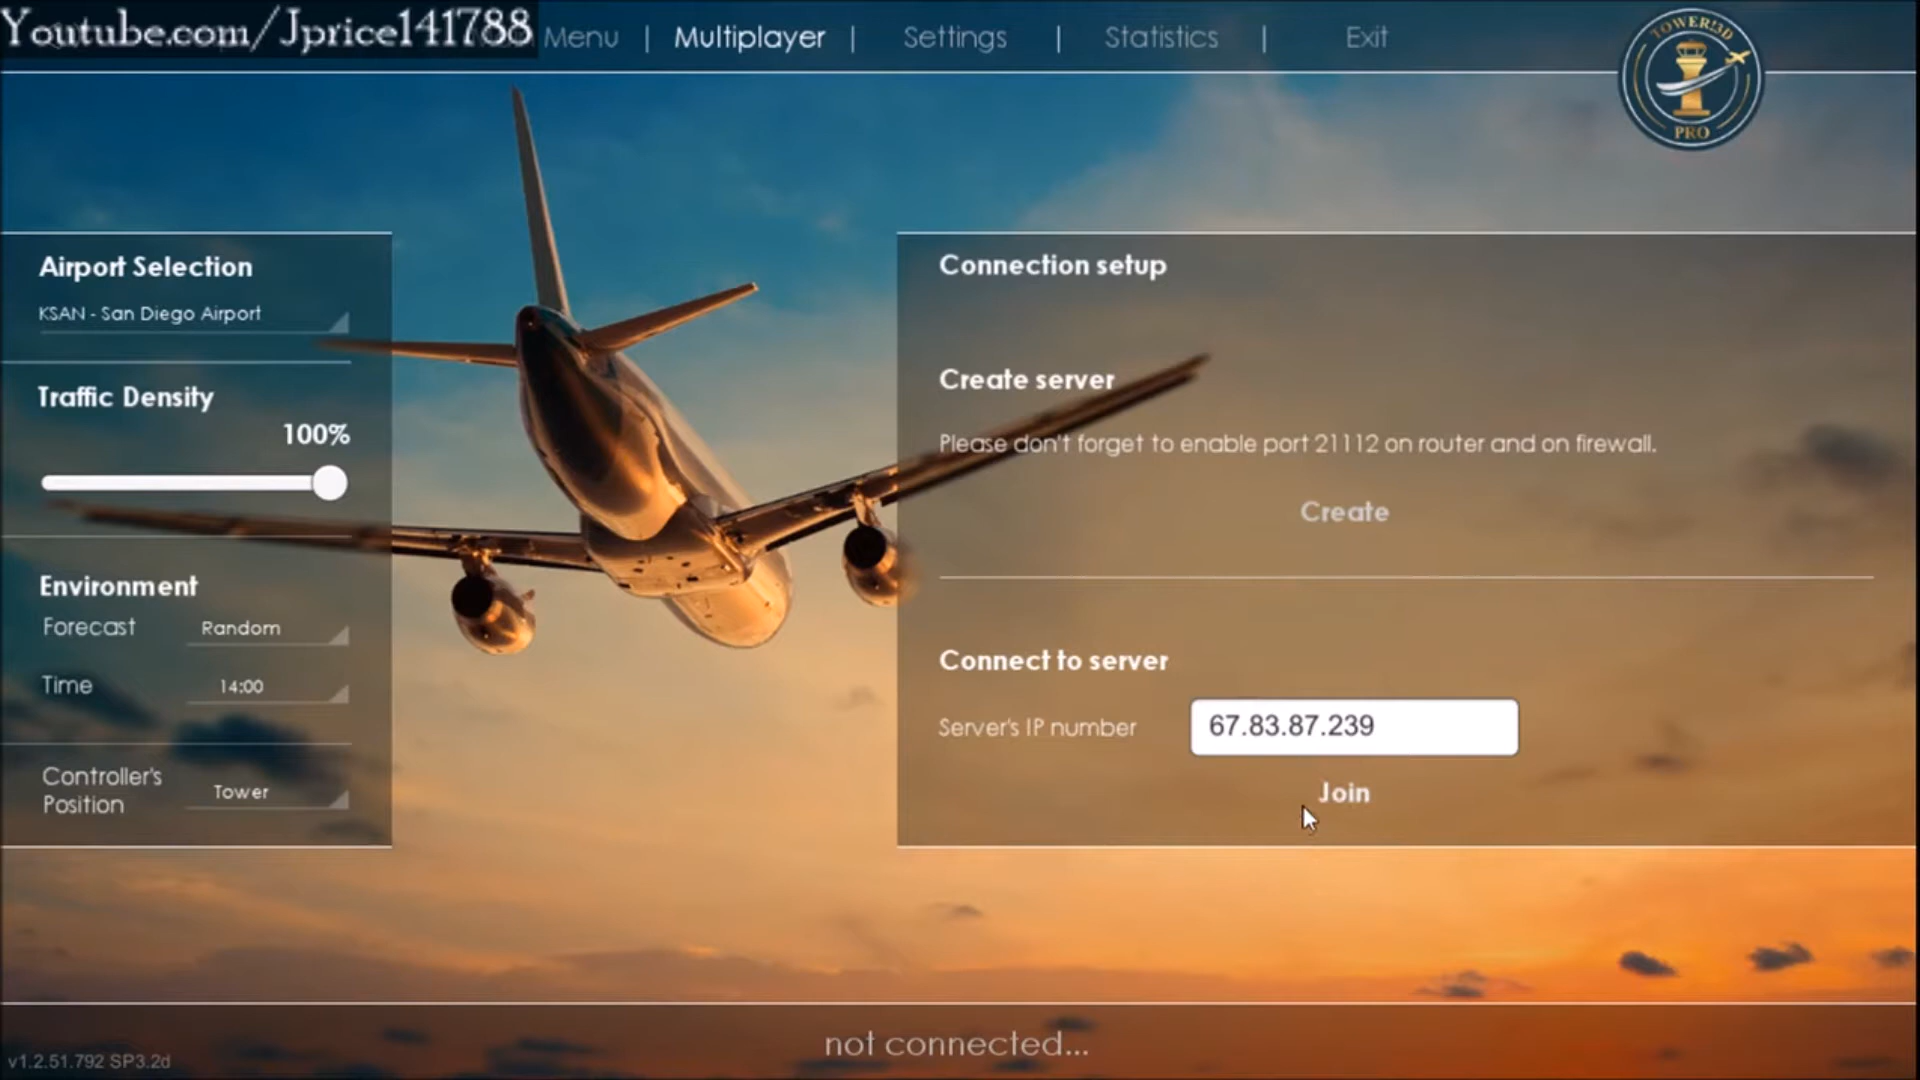 Youtube.com/Jprice141788
Menu | Multiplayer | Settings | Statistics | Exit
TOWER!3D
PRO
Airport Selection
KSAN - San Diego Airport
Traffic Density
100%
Environment
Forecast Random
Time 14:00
Controller's
Position
Tower
Connection setup
Create server
Please don't forget to enable port 21112 on router and on firewall.
Create
Connect to server
Server's IP number 67.83.87.239
Join
not connected...
v1.2.51.792 SP3.2d